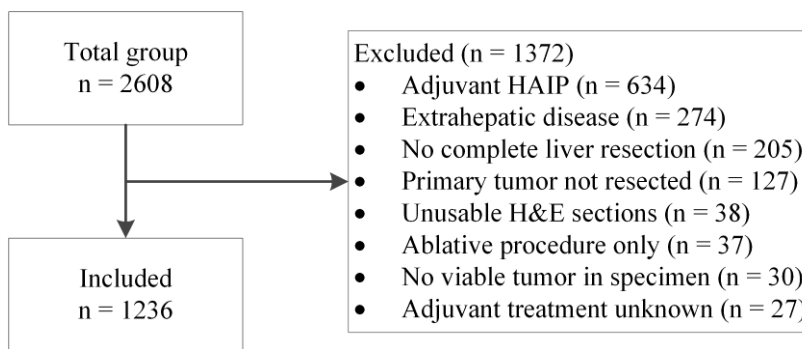 Total group
n = 2608
Excluded (n = 1372)
• Adjuvant HAIP (n = 634)
• Extrahepatic disease (n = 274)
• No complete liver resection (n = 205)
• Primary tumor not resected (n = 127)
• Unusable H&E sections (n = 38)
• Ablative procedure only (n = 37)
• No viable tumor in specimen (n = 30)
• Adjuvant treatment unknown (n = 27)
Included
n = 1236